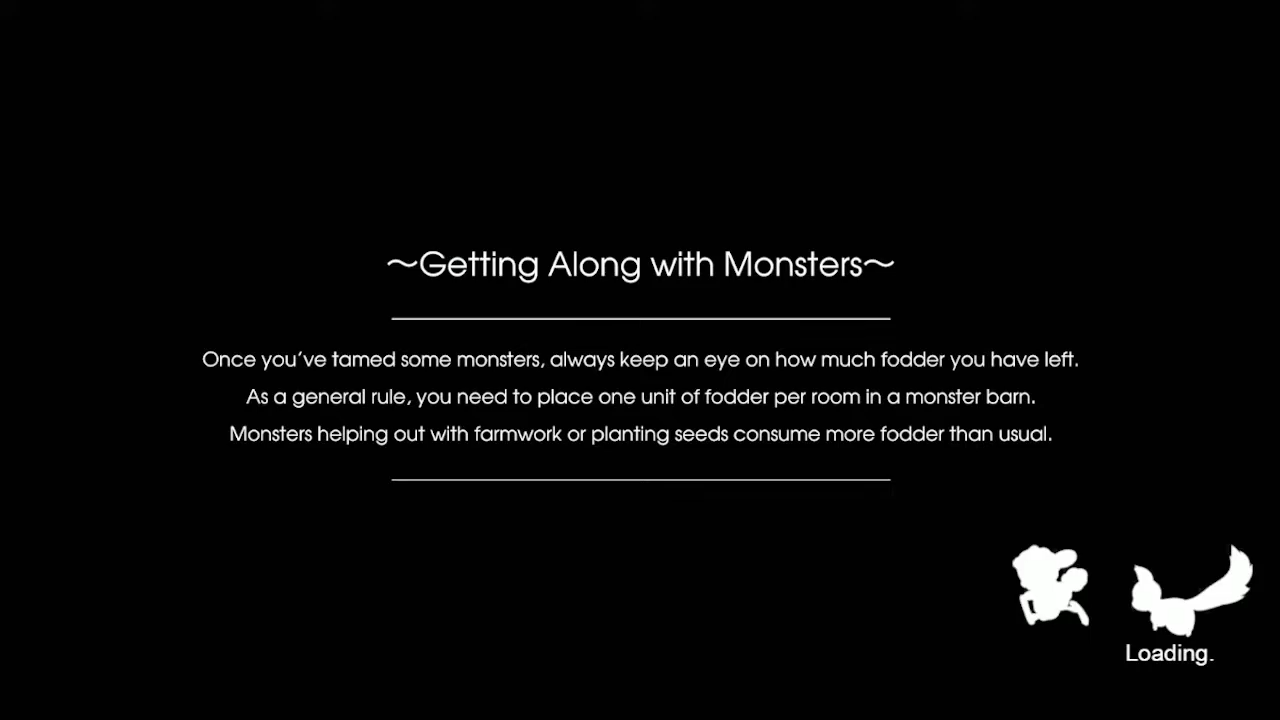 ～Getting Along with Monsters～
Once you’ve tamed some monsters, always keep an eye on how much fodder you have left.
As a general rule, you need to place one unit of fodder per room in a monster barn.
Monsters helping out with farmwork or planting seeds consume more fodder than usual.
Loading.